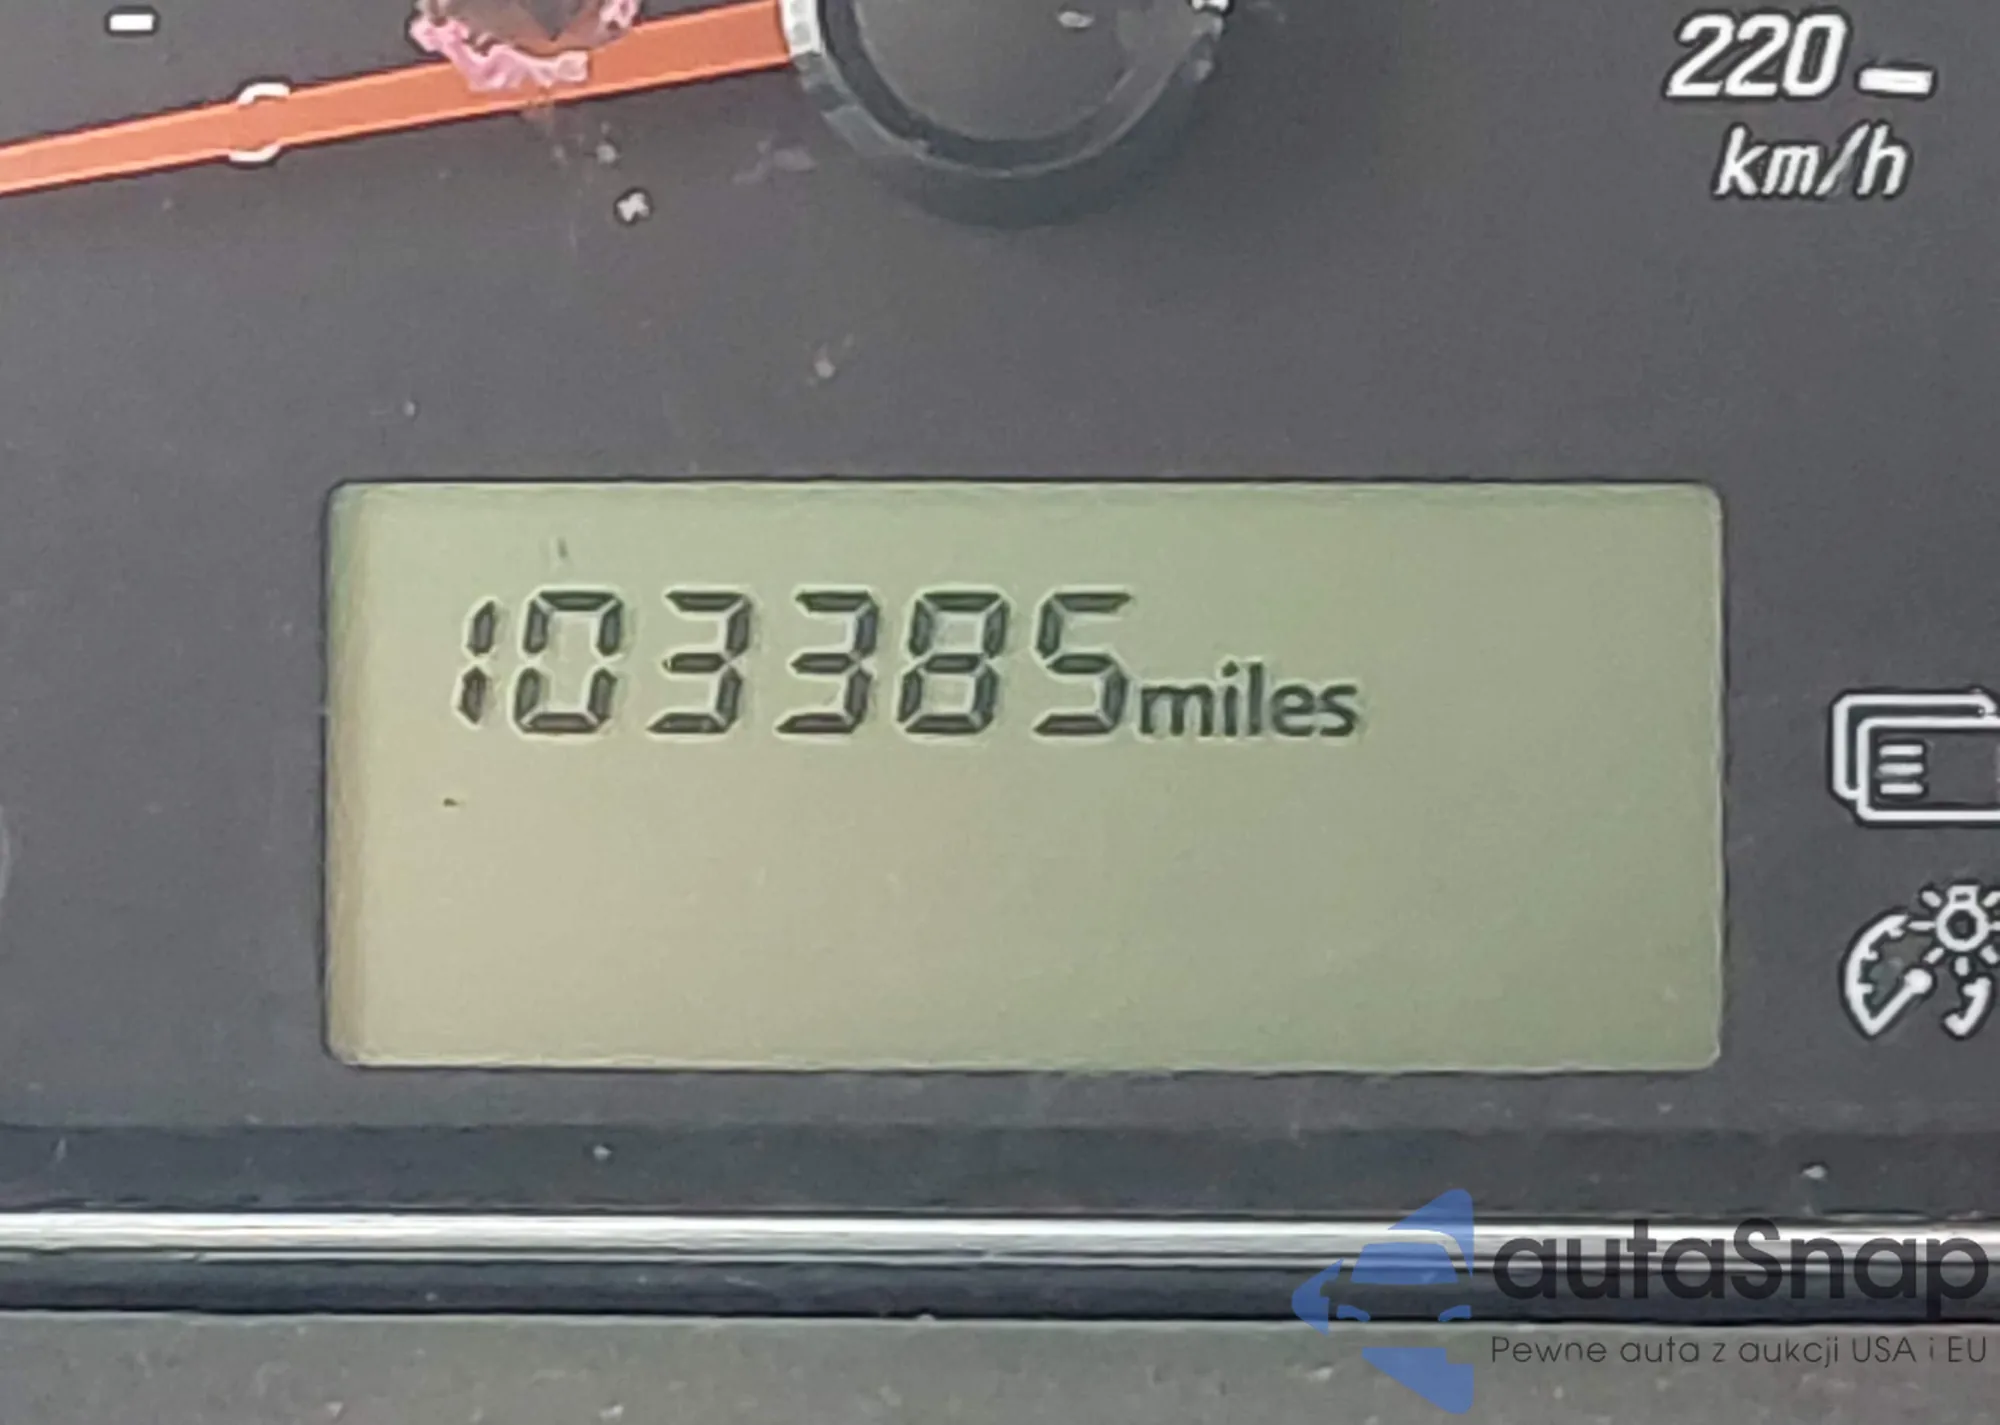 220
km/h
103385miles
autaSnap
Pewne auta z aukcji USA i EU